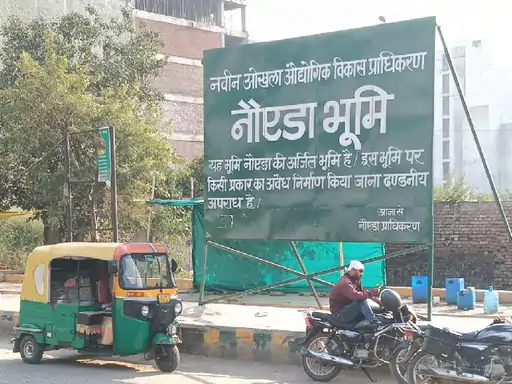 नवीन ओखला औद्योगिक विकास प्राधिकरण
नौएडा भूमि
यह भूमि नौएडा की अर्जित भूमि है / इस भूमि पर
किसी प्रकार का अवैध निर्माण किया जाना दण्डनीय
अपराध है /
आज्ञा से
नौएडा प्राधिकरण